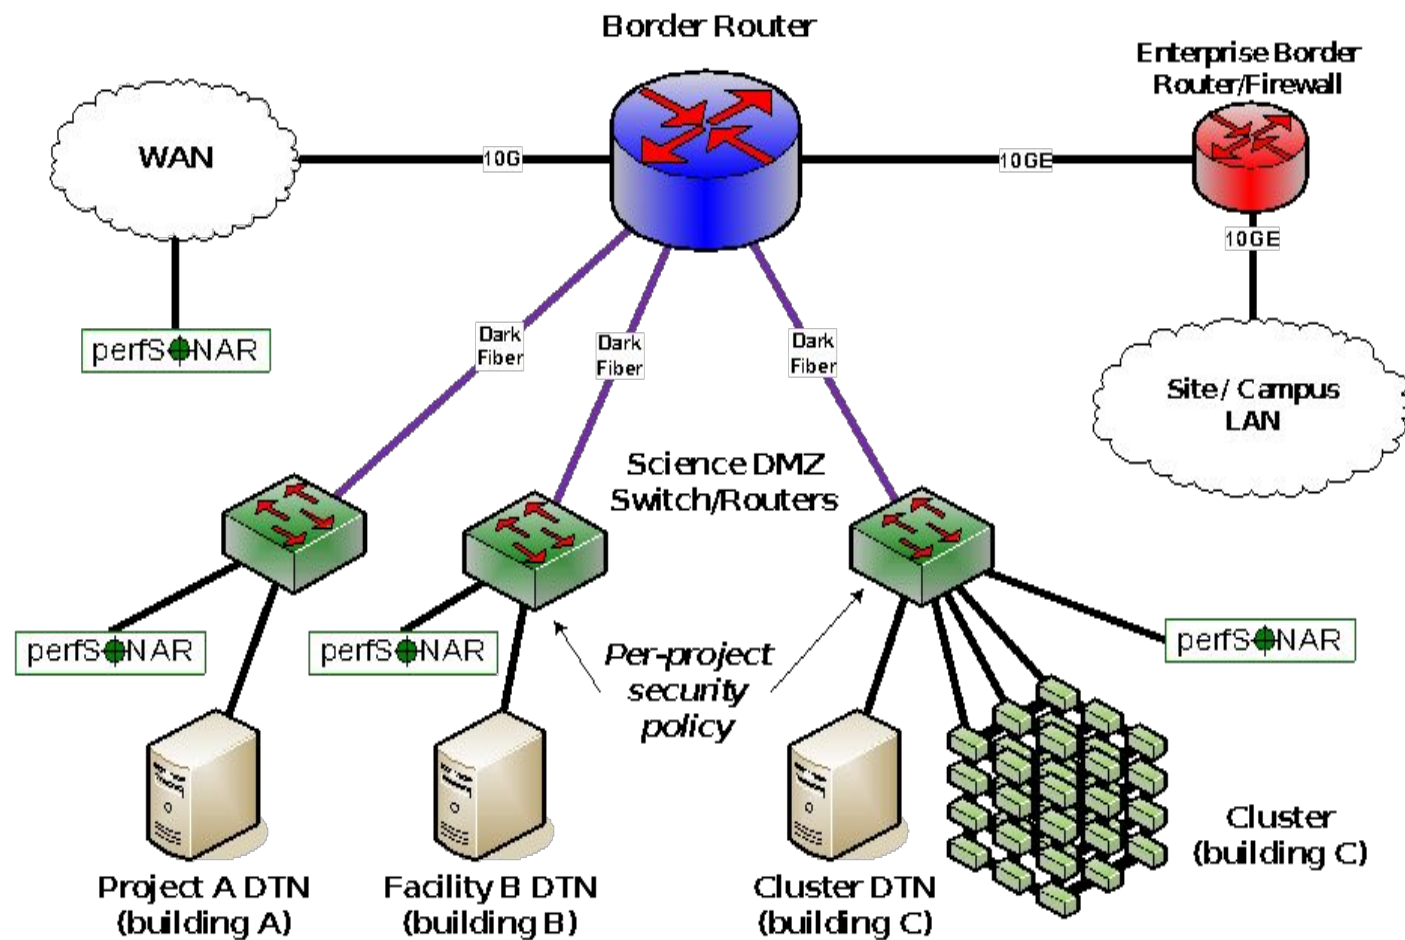 Border Router
Enterprise Border
Router/Firewall
WAN
10G
10GE
10GE
perfSONAR
Dark
Fiber
Dark
Fiber
Dark
Fiber
Site / Campus
LAN
Science DMZ
Switch/Routers
perfSONAR
perfSONAR
perfSONAR
Per-project
security
policy
Project A DTN
(building A)
Facility B DTN
(building B)
Cluster DTN
(building C)
Cluster
(building C)